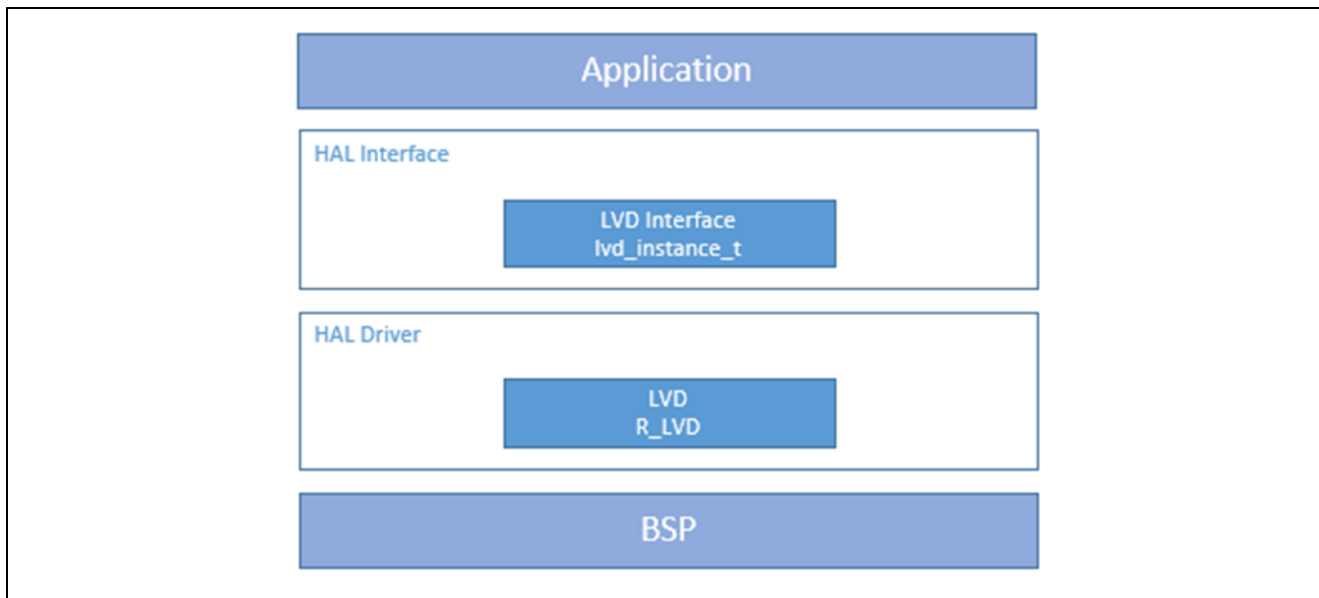 Application
HAL Interface
LVD Interface
lvd_instance_t
HAL Driver
LVD
R_LVD
BSP